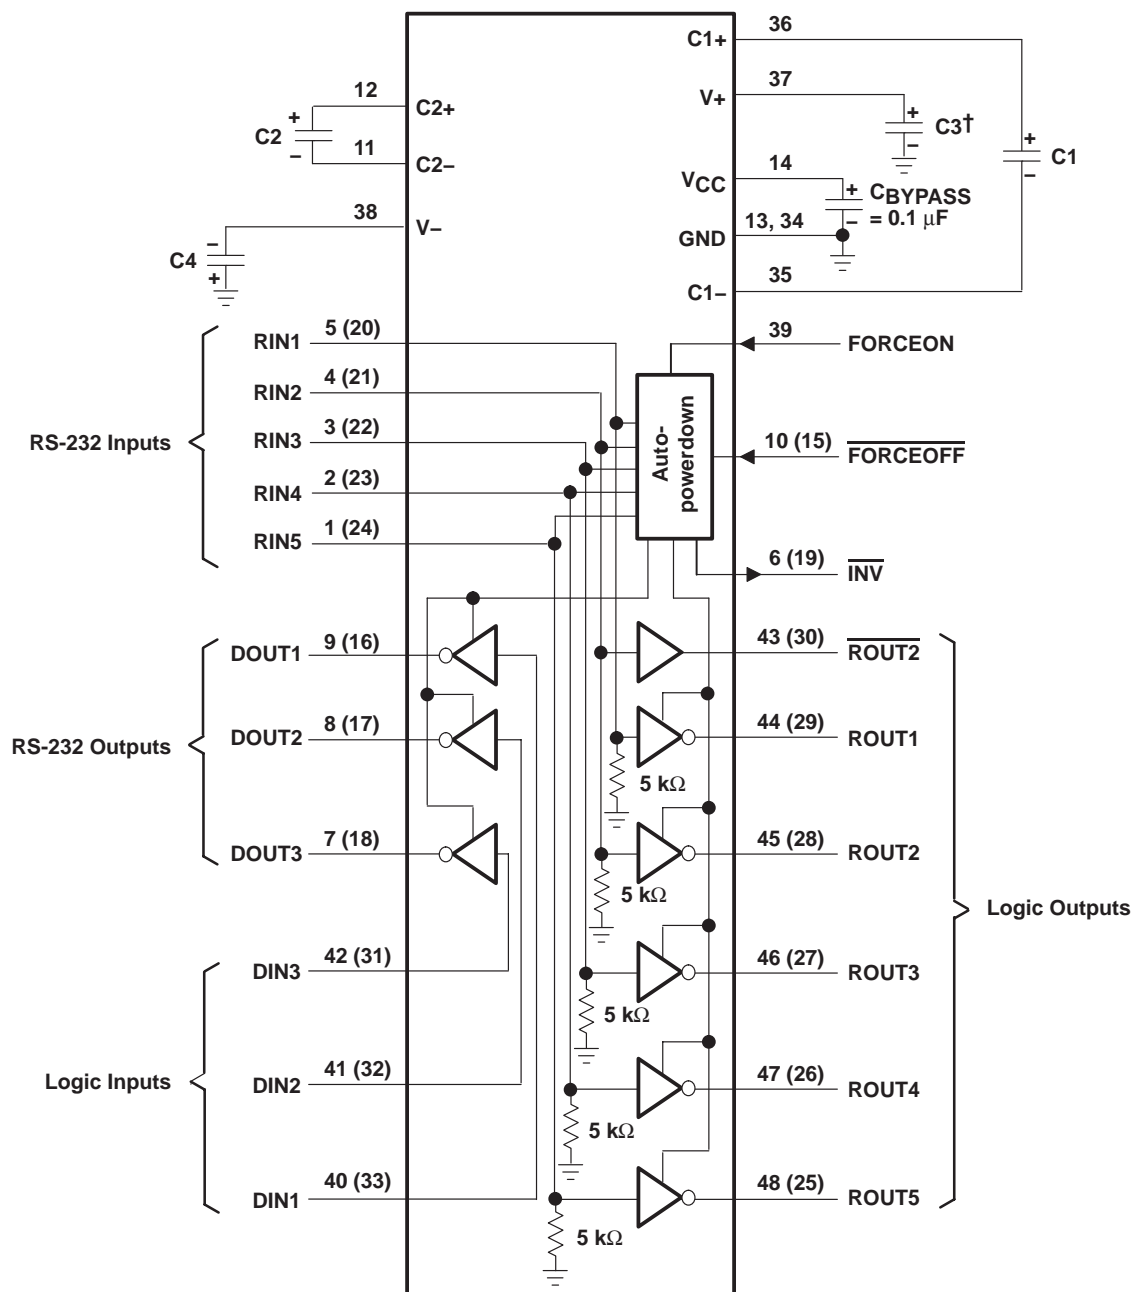 36
C1+
37
V+
C3†
C1
+
−
+
−
12
C2+
C2
+
−
11
C2−
14
VCC
+
−
CBYPASS
= 0.1 μF
13, 34
GND
38
V−
C4
−
+
35
C1−
RS-232 Inputs
RIN1
5 (20)
RIN2
4 (21)
RIN3
3 (22)
RIN4
2 (23)
RIN5
1 (24)
39
FORCEON
Auto-
powerdown
10 (15)
FORCEOFF
6 (19)
INV
RS-232 Outputs
DOUT1
9 (16)
DOUT2
8 (17)
DOUT3
7 (18)
Logic Inputs
DIN3
42 (31)
DIN2
41 (32)
DIN1
40 (33)
43 (30)
ROUT2
44 (29)
ROUT1
5 kΩ
45 (28)
ROUT2
5 kΩ
46 (27)
ROUT3
5 kΩ
47 (26)
ROUT4
5 kΩ
48 (25)
ROUT5
5 kΩ
Logic Outputs